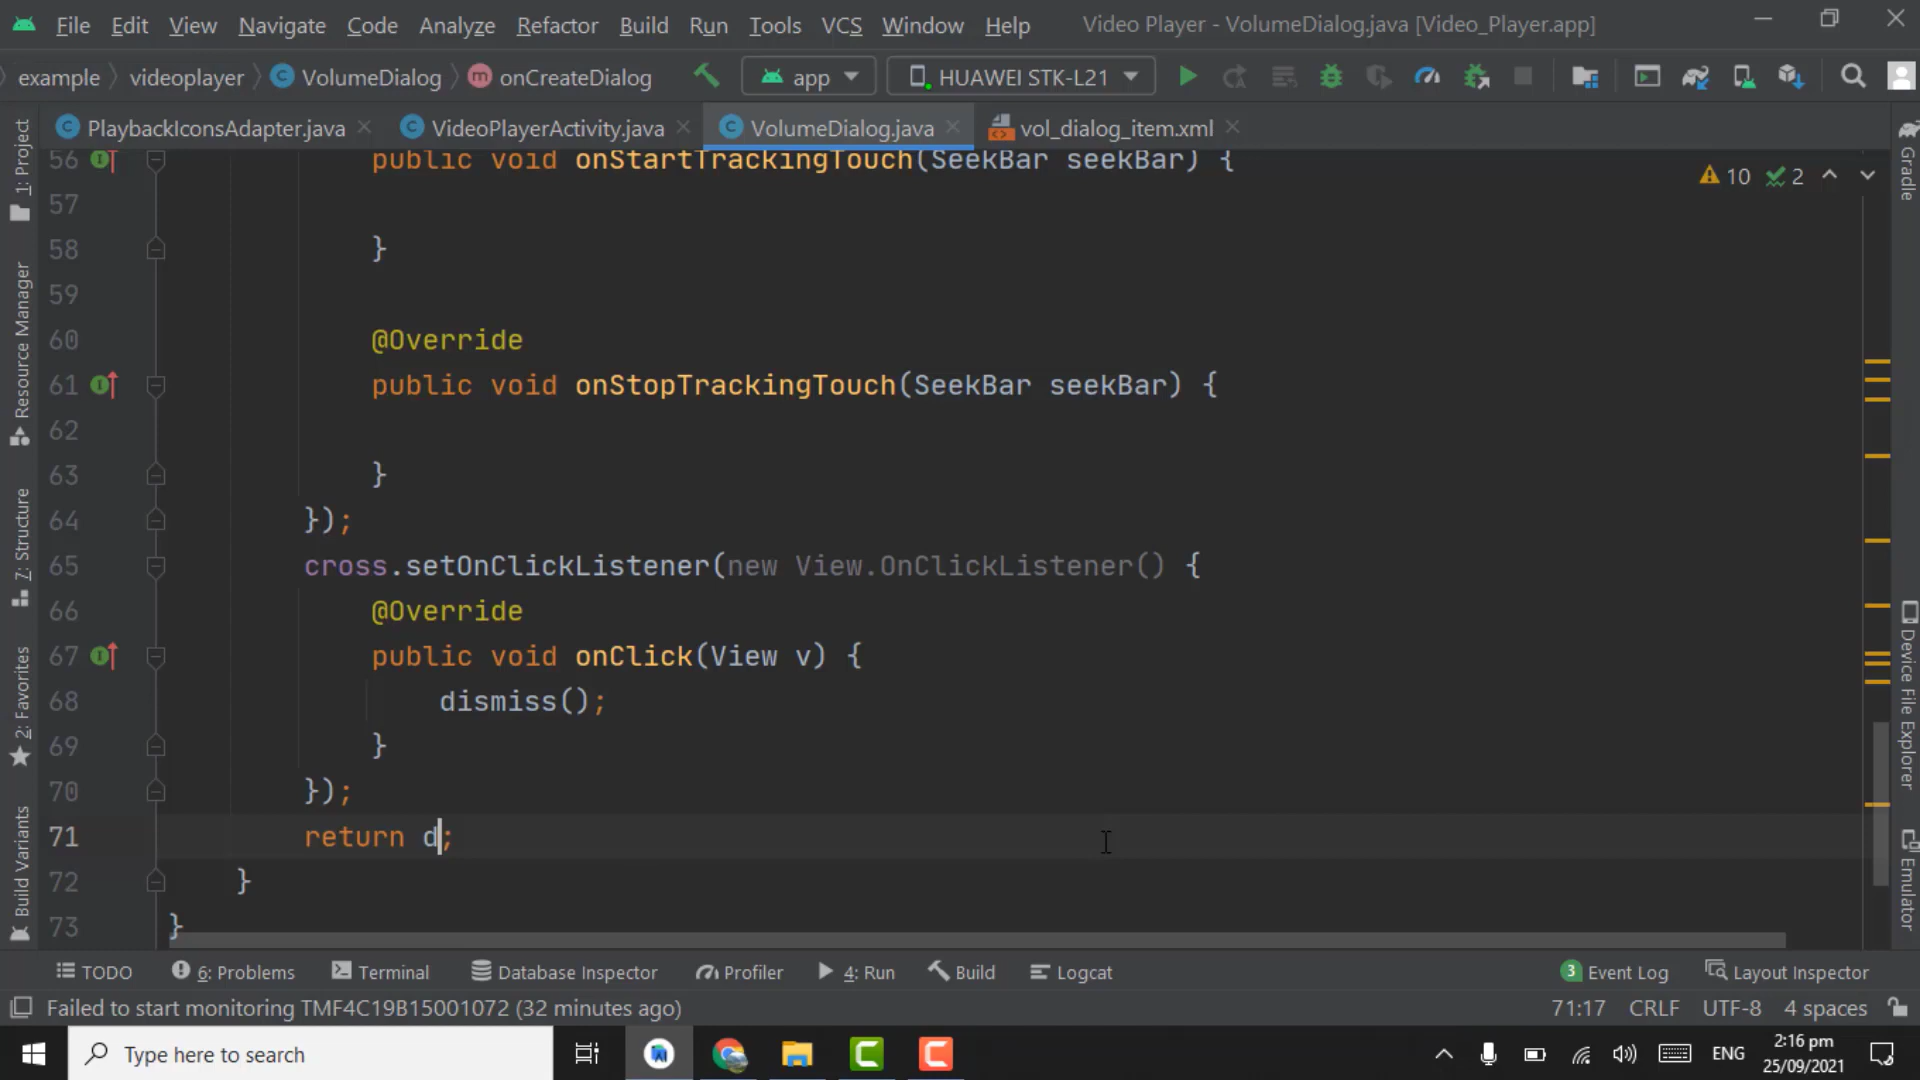 File Edit View Navigate Code Analyze Refactor Build Run Tools VCS Window Help Video Player - VolumeDialog.java [Video_Player.app]
example videoplayer VolumeDialog onCreateDialog app HUAWEI STK-L21
PlaybackIconsAdapter.java VideoPlayerActivity.java VolumeDialog.java vol_dialog_item.xml
56 public void onStartTrackingTouch(SeekBar seekBar) {
10 2
57
58 }
59
60 @Override
61 public void onStopTrackingTouch(SeekBar seekBar) {
62
63 }
64 });
65 cross.setOnClickListener(new View.OnClickListener() {
66 @Override
67 public void onClick(View v) {
68 dismiss();
69 }
70 });
71 return d;
72 }
73 }
1: Project
Resource Manager
7: Structure
2: Favorites
Build Variants
Gradle
Device File Explorer
Emulator
TODO 6: Problems Terminal Database Inspector Profiler 4: Run Build Logcat 3 Event Log Layout Inspector
Failed to start monitoring TMF4C19B15001072 (32 minutes ago) 71:17 CRLF UTF-8 4 spaces
Type here to search ENG 2:16 pm
25/09/2021